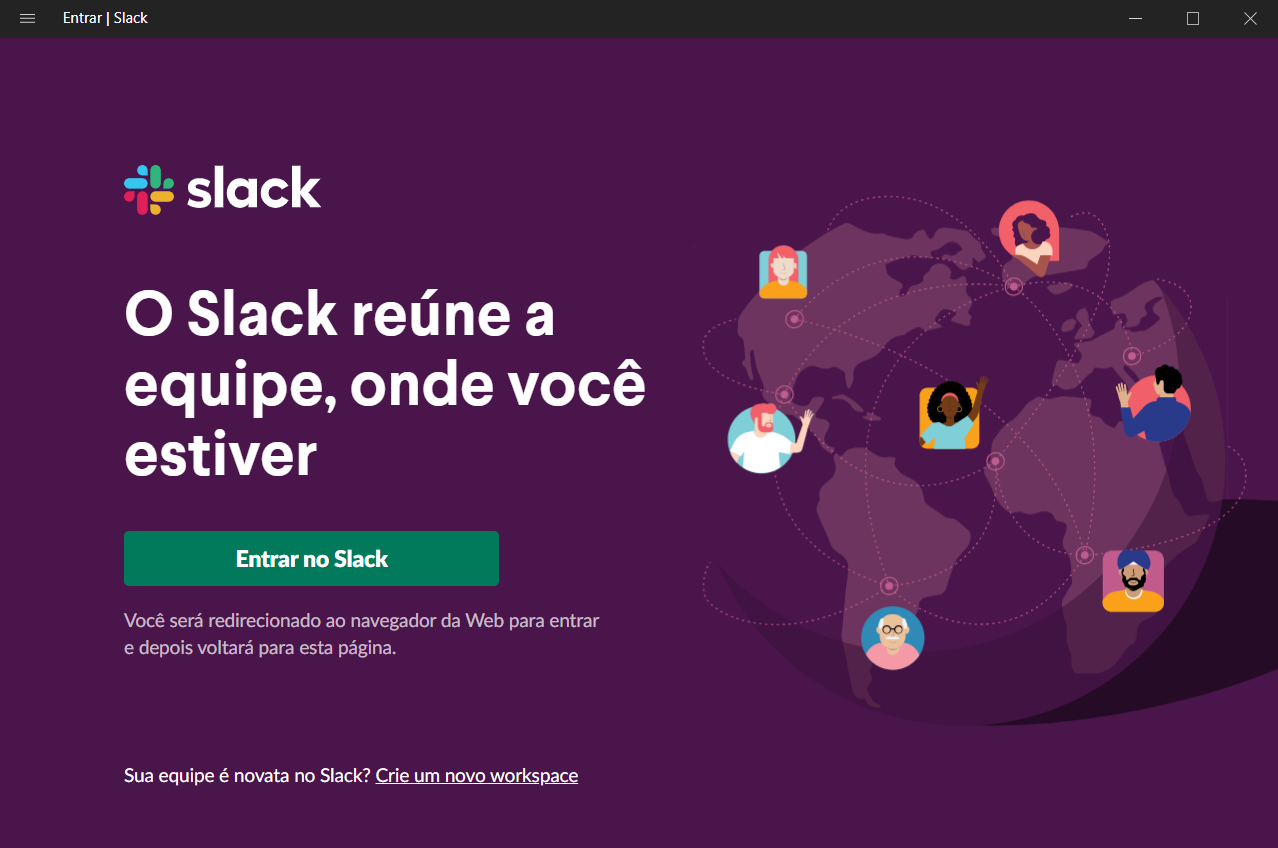 Entrar | Slack
slack
O Slack reúne a
equipe, onde você
estiver
Entrar no Slack
Você será redirecionado ao navegador da Web para entrar
e depois voltará para esta página.
Sua equipe é novata no Slack? Crie um novo workspace